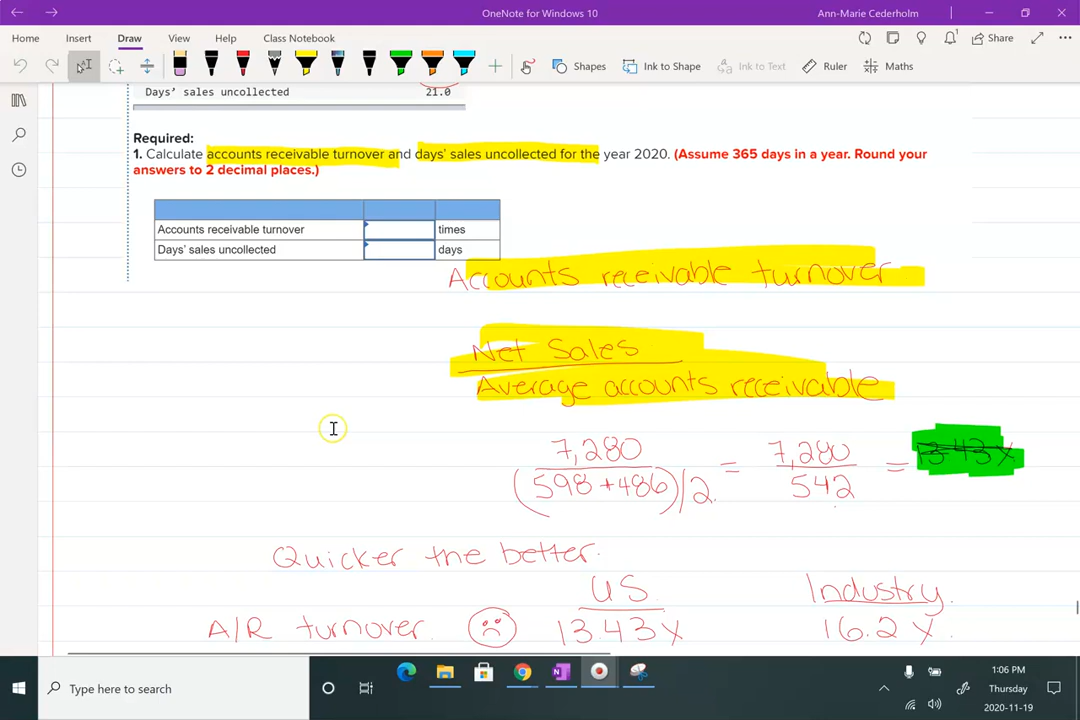 OneNote for Windows 10
Ann-Marie Cederholm
Home Insert Draw View Help Class Notebook
Share
Shapes Ink to Shape Ink to Text Ruler Maths
Days' sales uncollected 21.0
Required:
1. Calculate accounts receivable turnover and days' sales uncollected for the year 2020. (Assume 365 days in a year. Round your
answers to 2 decimal places.)
Accounts receivable turnover times
Days' sales uncollected days
Accounts receivable turnover
Net Sales
Average accounts receivable
7,280 / (598+486)/2 = 7,280 / 542 = 13.43x
Quicker the better.
US Industry
A/R turnover. 13.43x 16.2x.
Type here to search
1:06 PM
Thursday
2020-11-19